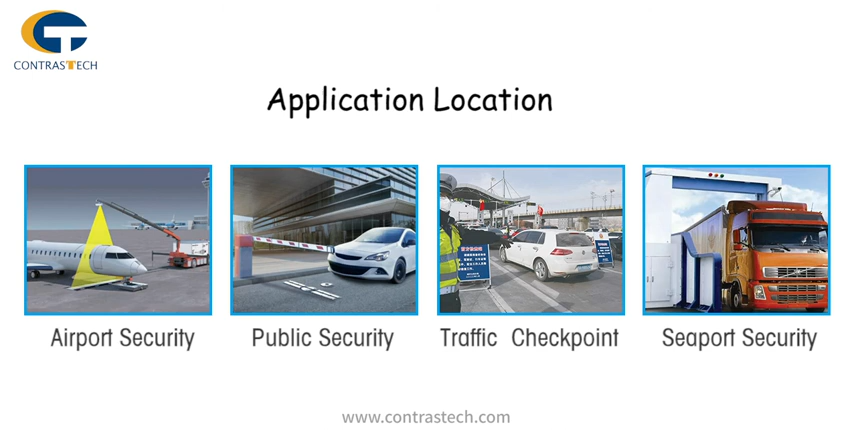 CONTRASTECH
Application Location
Airport Security
Public Security
Traffic Checkpoint
Seaport Security
www.contrastech.com